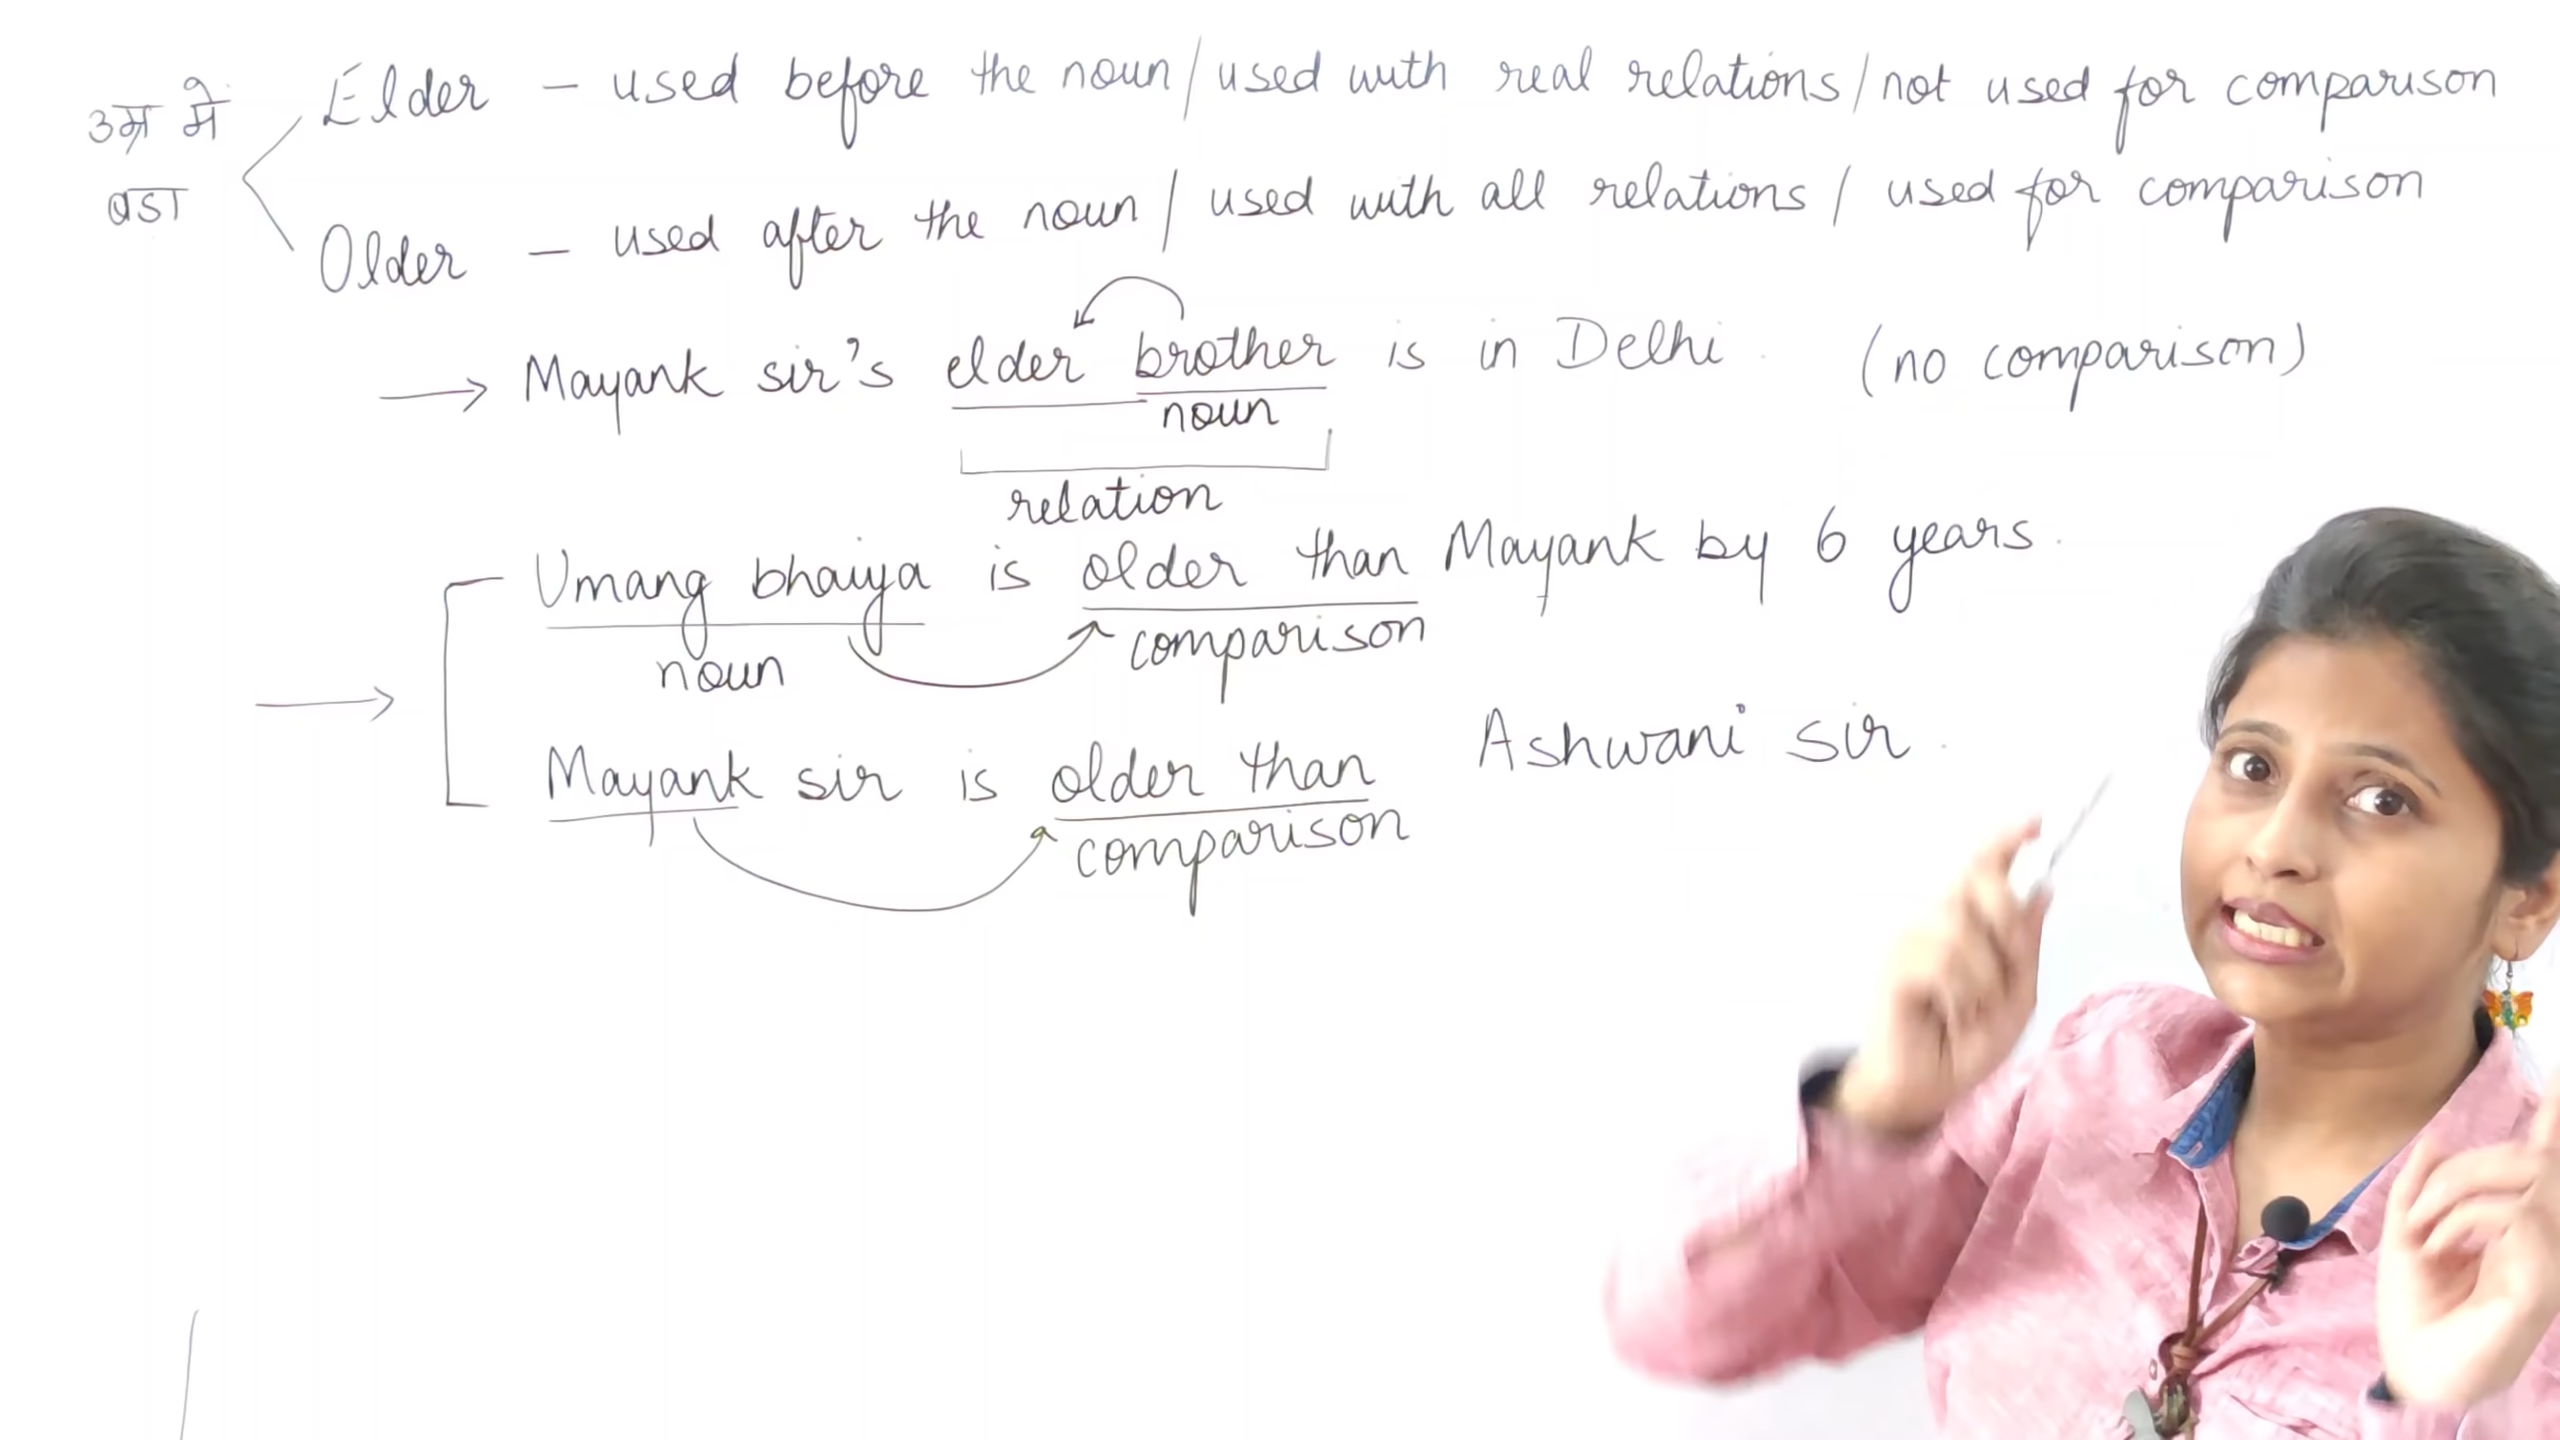 उम्र में
बड़ा
Elder – used before the noun / used with real relations / not used for comparison
Older – used after the noun / used with all relations / used for comparison
→ Mayank sir's elder brother is in Delhi (no comparison)
noun
relation
Umang bhaiya is older than Mayank by 6 years.
noun
comparison
→
Mayank sir is older than Ashwani sir.
comparison